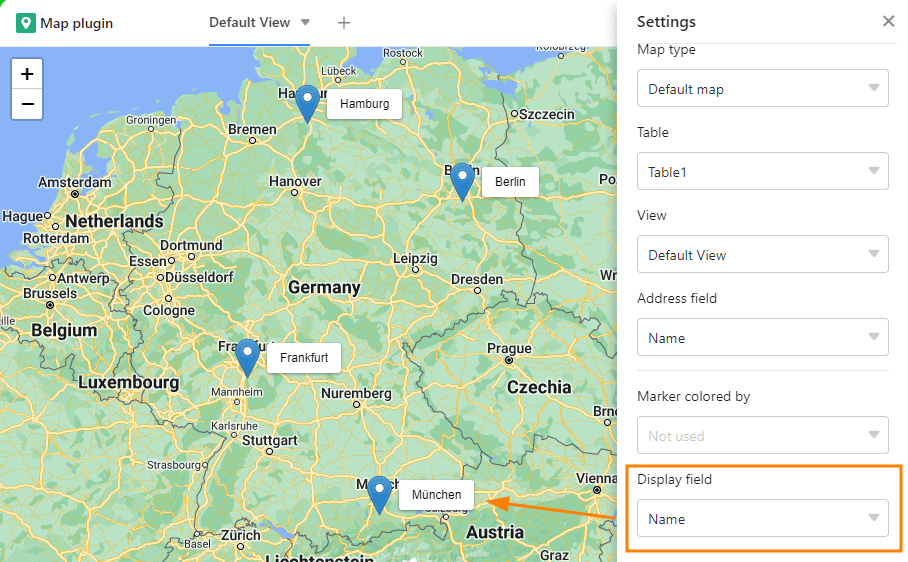 Map plugin
Default View
+
Settings
Map type
Default map
Table
Table1
View
Default View
Address field
Name
Marker colored by
Not used
Display field
Name
+
−
Rostock
Lübeck
Hamburg
Groningen
Bremen
Szczecin
Berlin
Amsterdam
Hanover
Hague
Netherlands
Rotterdam
Dortmund
Essen
Leipzig
Antwerp
Düsseldorf
Dresden
Brussels
Germany
Cologne
Belgium
Frankfurt
Prague
Luxembourg
Czechia
Mannheim
Nuremberg
Karlsruhe
Stuttgart
Strasbourg
München
Vienna
Salzburg
Austria
Zürich
Basel
Liechtenstein